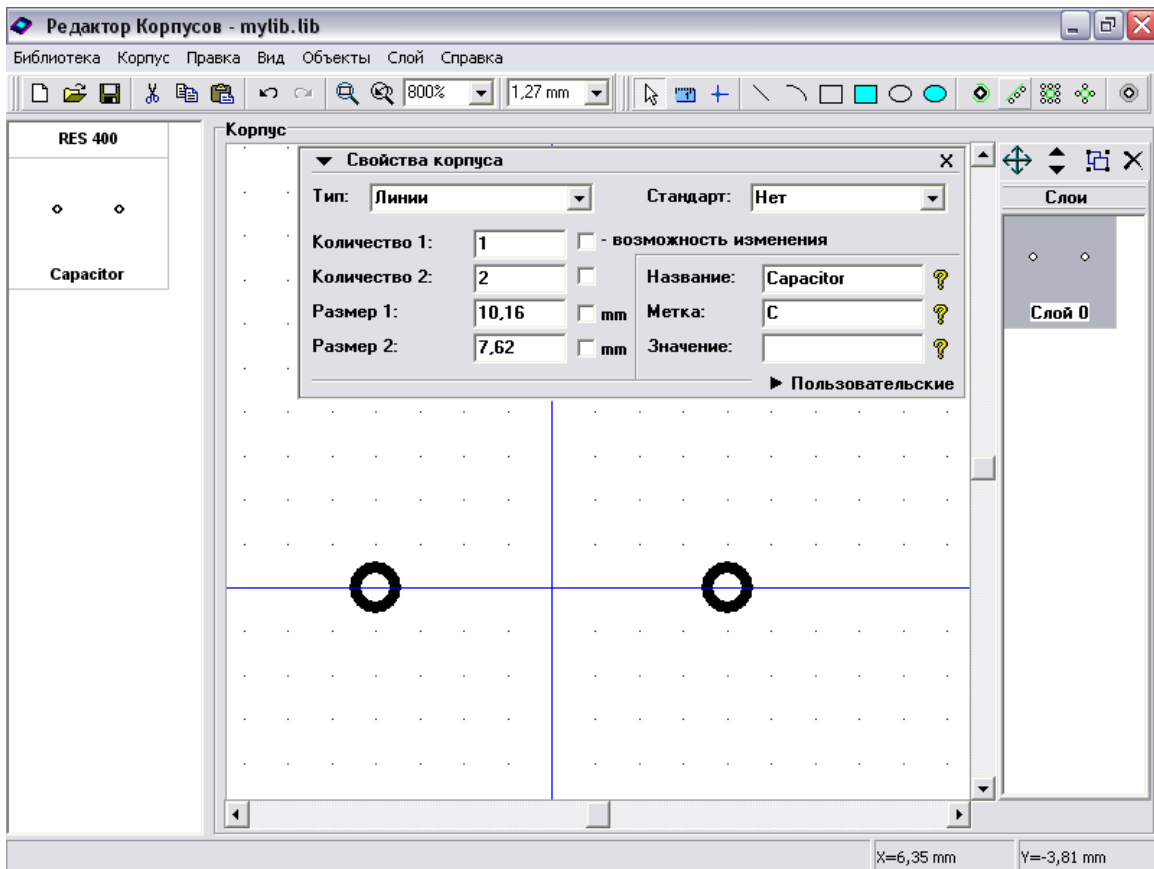 Редактор Корпусов - mylib.lib
Библиотека Корпус Правка Вид Объекты Слой Справка
800% 1,27 mm
RES 400
Capacitor
Корпус
Свойства корпуса x
Тип: Линии Стандарт: Нет
Количество 1: 1 - возможность изменения
Количество 2: 2 Название: Capacitor ?
Размер 1: 10,16 mm Метка: C ?
Размер 2: 7,62 mm Значение: ?
Пользовательские
Слои
Слой 0
X=6,35 mm Y=-3,81 mm